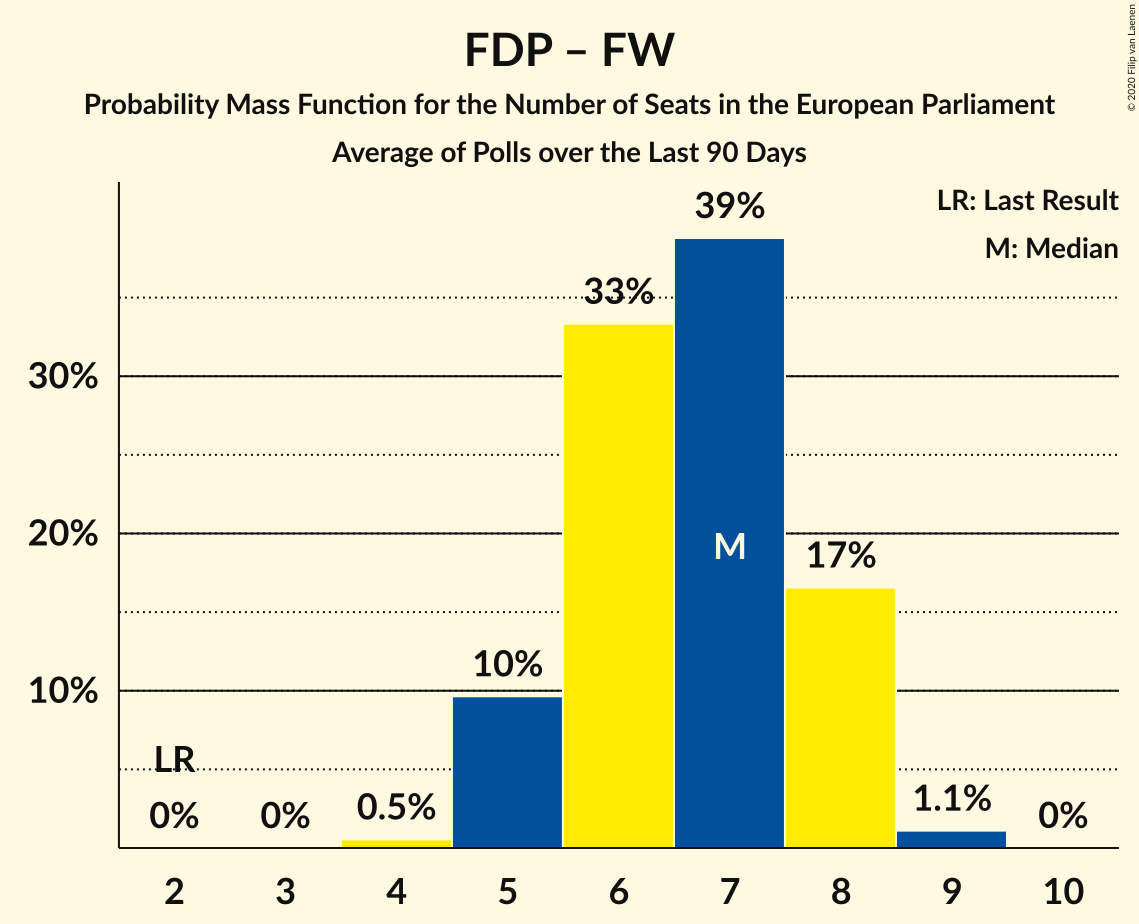 FDP – FW
Probability Mass Function for the Number of Seats in the European Parliament
Average of Polls over the Last 90 Days
© 2020 Filip van Laenen
LR: Last Result
M: Median
39%
33%
30%
20%
M
17%
10%
10%
LR
0%
0%
0.5%
1.1%
0%
2 3 4 5 6 7 8 9 10